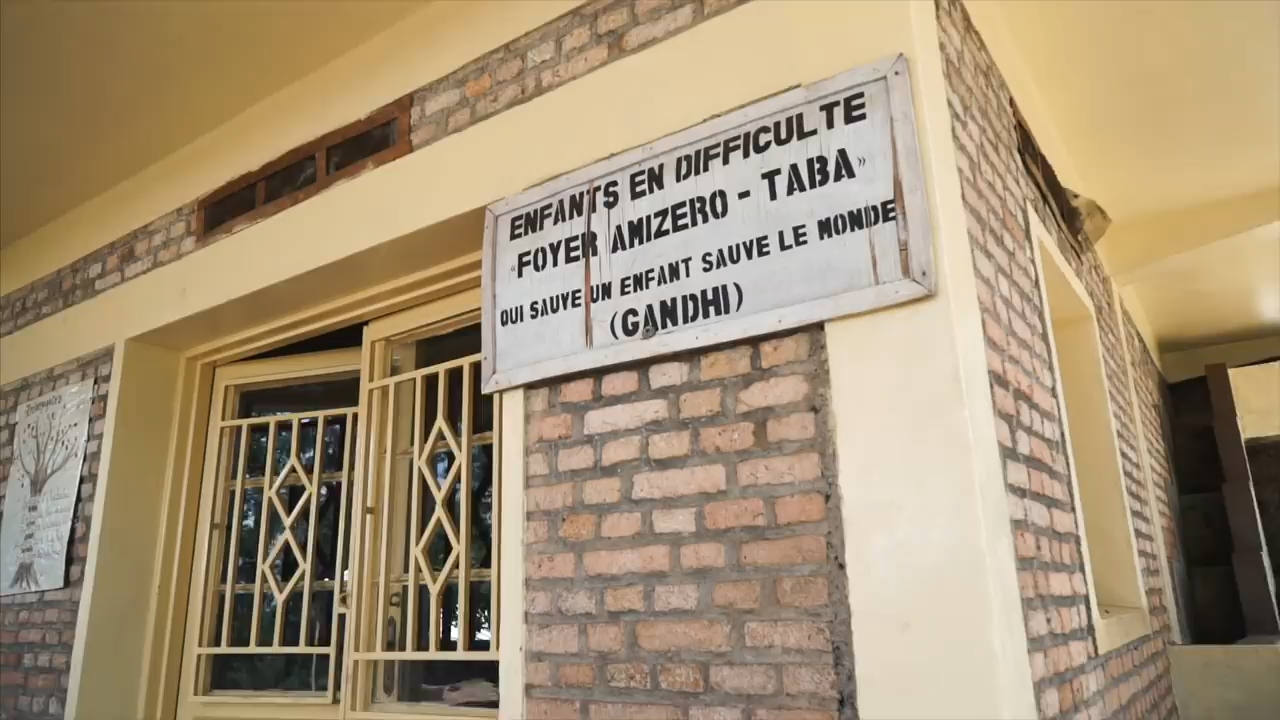 ENFANTS EN DIFFICULTE
«FOYER AMIZERO - TABA»
QUI SAUVE UN ENFANT SAUVE LE MONDE
(GANDHI)